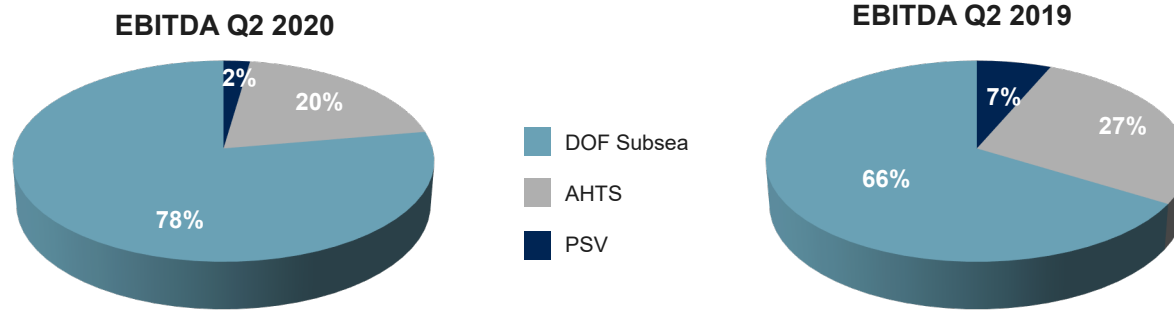 EBITDA Q2 2020
2%
20%
78%
DOF Subsea
AHTS
PSV
EBITDA Q2 2019
7%
27%
66%